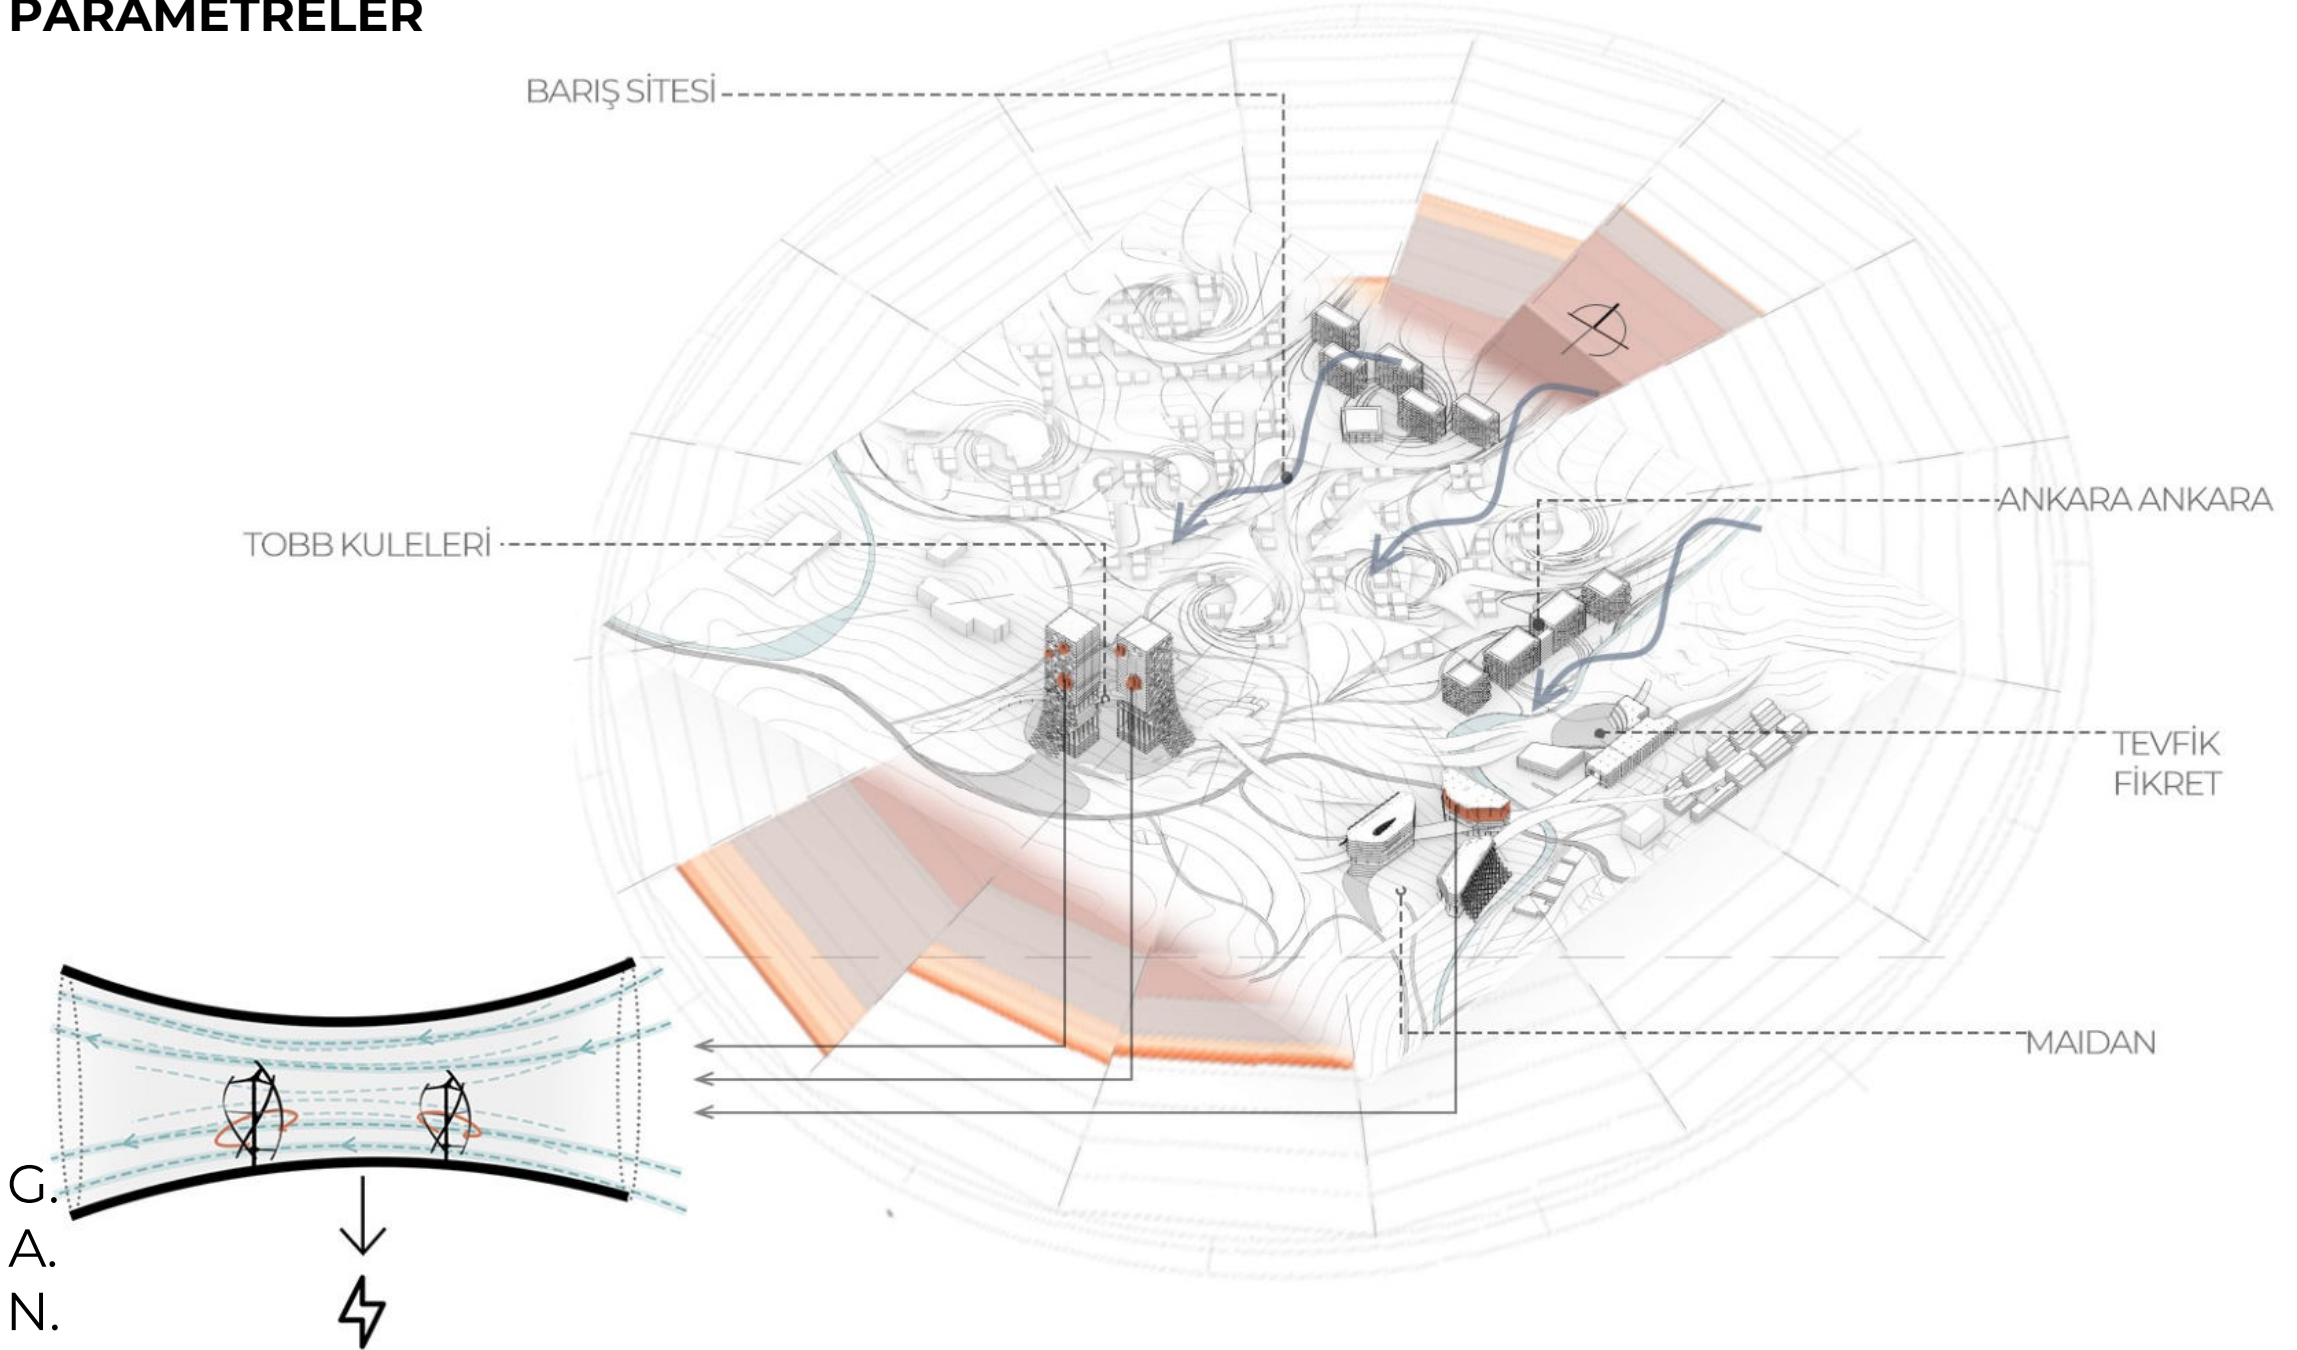 PARAMETRELER
BARIŞ SİTESİ
ANKARA ANKARA
TOBB KULELERİ
TEVFİK
FİKRET
MAIDAN
G.
A.
N.